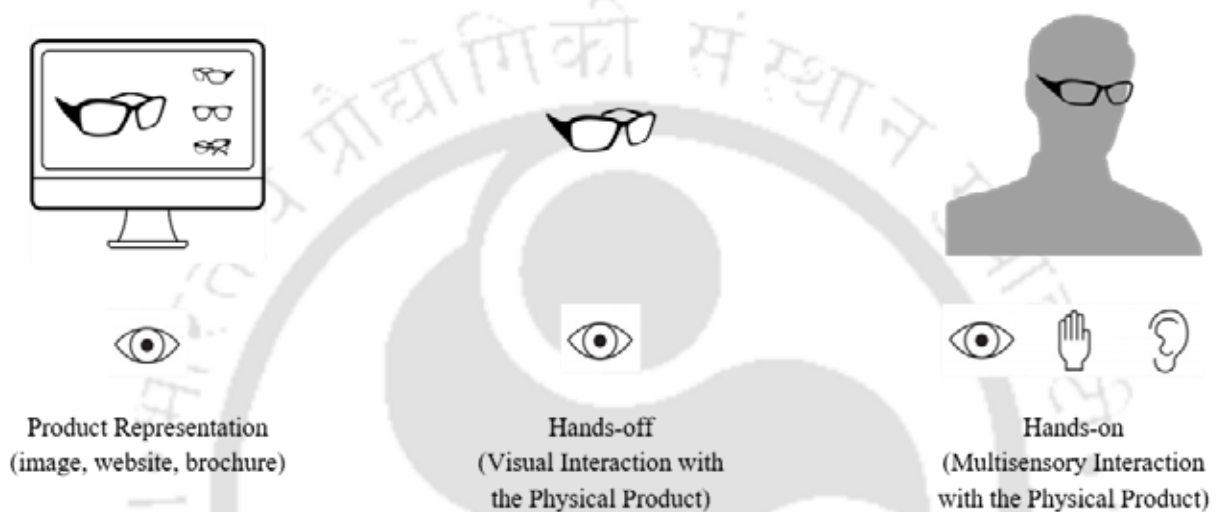 प्रौद्योगिकी संस्थान
Product Representation
(image, website, brochure)
Hands-off
(Visual Interaction with
the Physical Product)
Hands-on
(Multisensory Interaction
with the Physical Product)